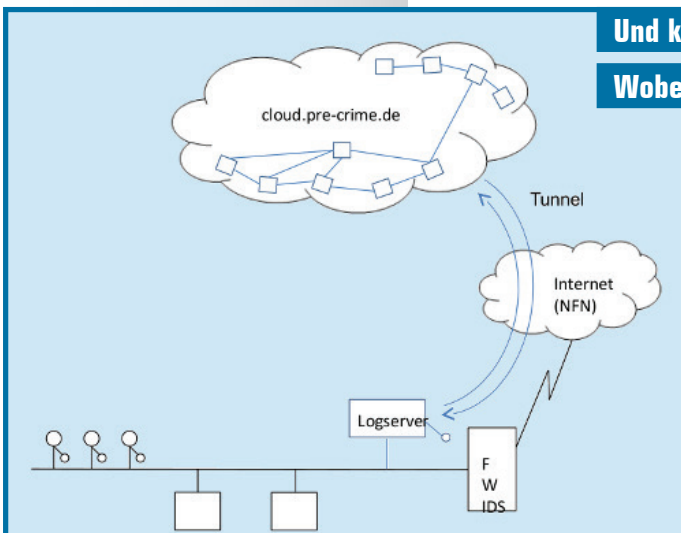 Und k
Wobe
cloud.pre-crime.de
Tunnel
Internet
(NFN)
Logserver
F
W
IDS